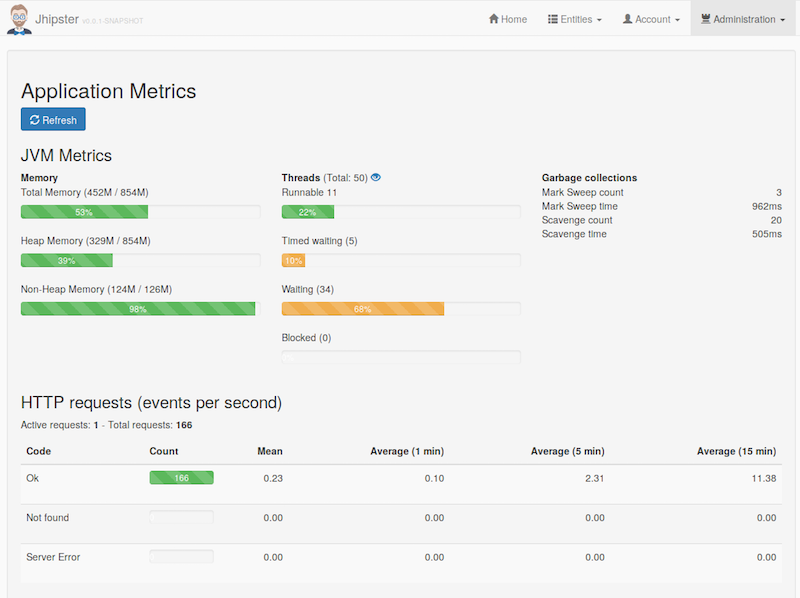 Jhipster v0.0.1-SNAPSHOT
Home Entities Account Administration
Application Metrics
Refresh
JVM Metrics
Memory
Total Memory (452M / 854M)
53%
Heap Memory (329M / 854M)
39%
Non-Heap Memory (124M / 126M)
98%
Threads (Total: 50)
Runnable 11
22%
Timed waiting (5)
10%
Waiting (34)
68%
Blocked (0)
Garbage collections
Mark Sweep count 3
Mark Sweep time 962ms
Scavenge count 20
Scavenge time 505ms
HTTP requests (events per second)
Active requests: 1 - Total requests: 166
Code Count Mean Average (1 min) Average (5 min) Average (15 min)
Ok 166 0.23 0.10 2.31 11.38
Not found 0.00 0.00 0.00 0.00
Server Error 0.00 0.00 0.00 0.00